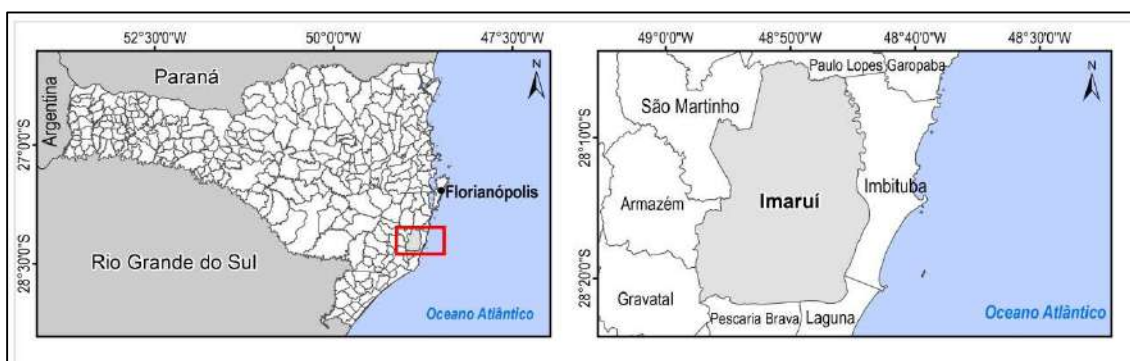 52°30'0"W 50°0'0"W 47°30'0"W
N
Paraná
Argentina
27°0'0"S
Florianópolis
Rio Grande do Sul
28°30'0"S
Oceano Atlântico
49°0'0"W 48°50'0"W 48°40'0"W 48°30'0"W
N
Paulo Lopes Garopaba
São Martinho
28°10'0"S
Armazém
Imaruí
Imbituba
28°20'0"S
Gravatal
Pescaria Brava
Laguna
Oceano Atlântico